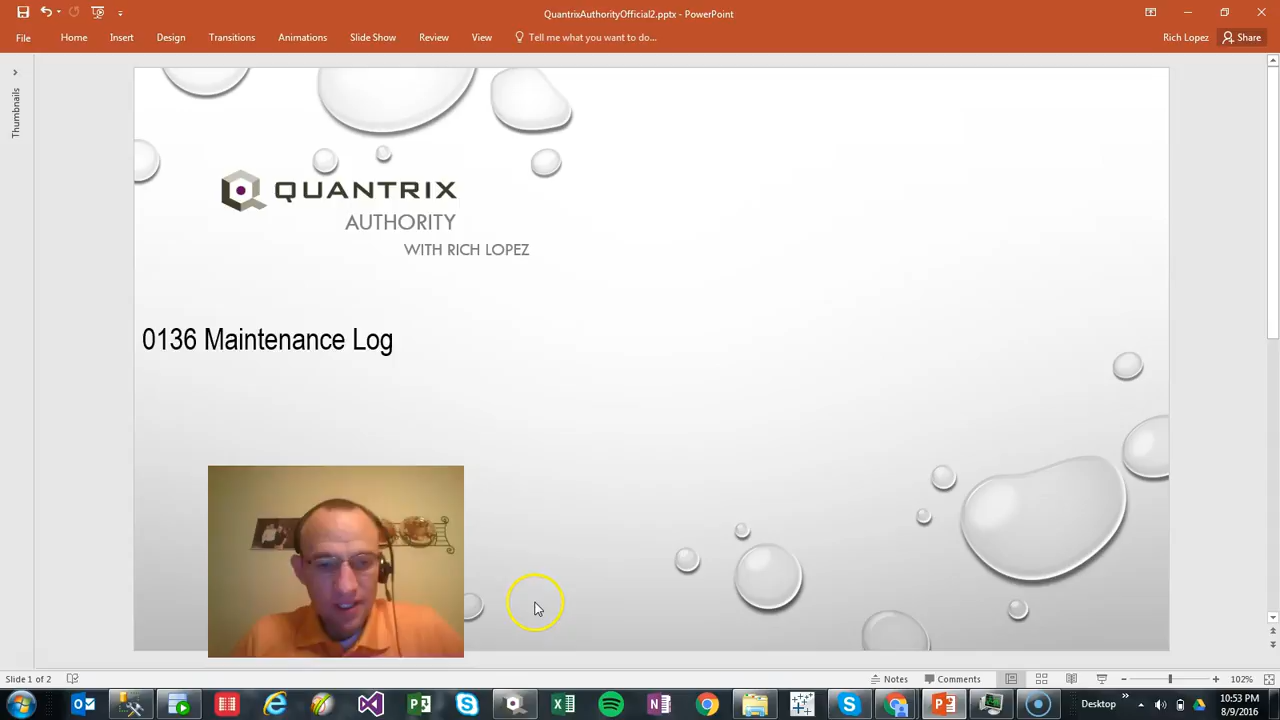 QuantrixAuthorityOfficial2.pptx - PowerPoint
File Home Insert Design Transitions Animations Slide Show Review View Tell me what you want to do... Rich Lopez Share
Thumbnails
QUANTRIX
AUTHORITY
WITH RICH LOPEZ
0136 Maintenance Log
Slide 1 of 2 Notes Comments 102%
Desktop 10:53 PM
8/9/2016